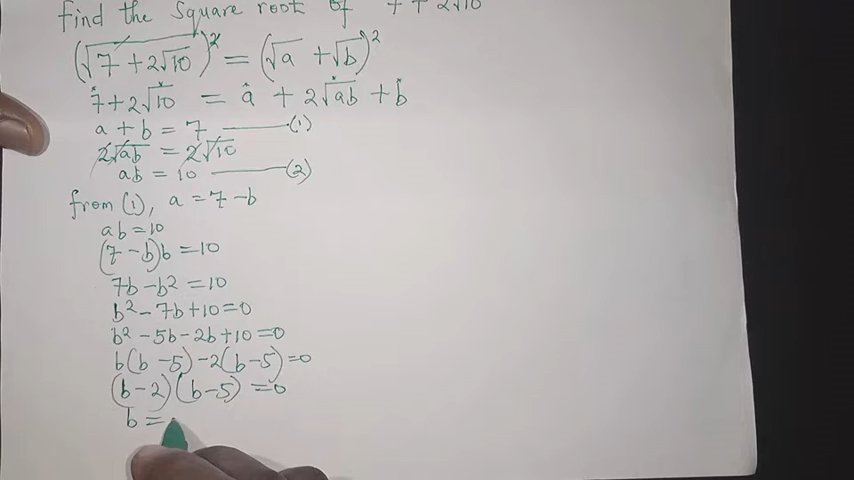 find the square root of 7 + 2√10
(√7 + 2√10)² = (√a + √b)²
7 + 2√10 = a + 2√ab + b
a + b = 7 ——— (1)
2√ab = 2√10
ab = 10 ——— (2)
from (1), a = 7 - b
ab = 10
(7 - b)b = 10
7b - b² = 10
b² - 7b + 10 = 0
b² - 5b - 2b + 10 = 0
b(b - 5) - 2(b - 5) = 0
(b - 2)(b - 5) = 0
b =